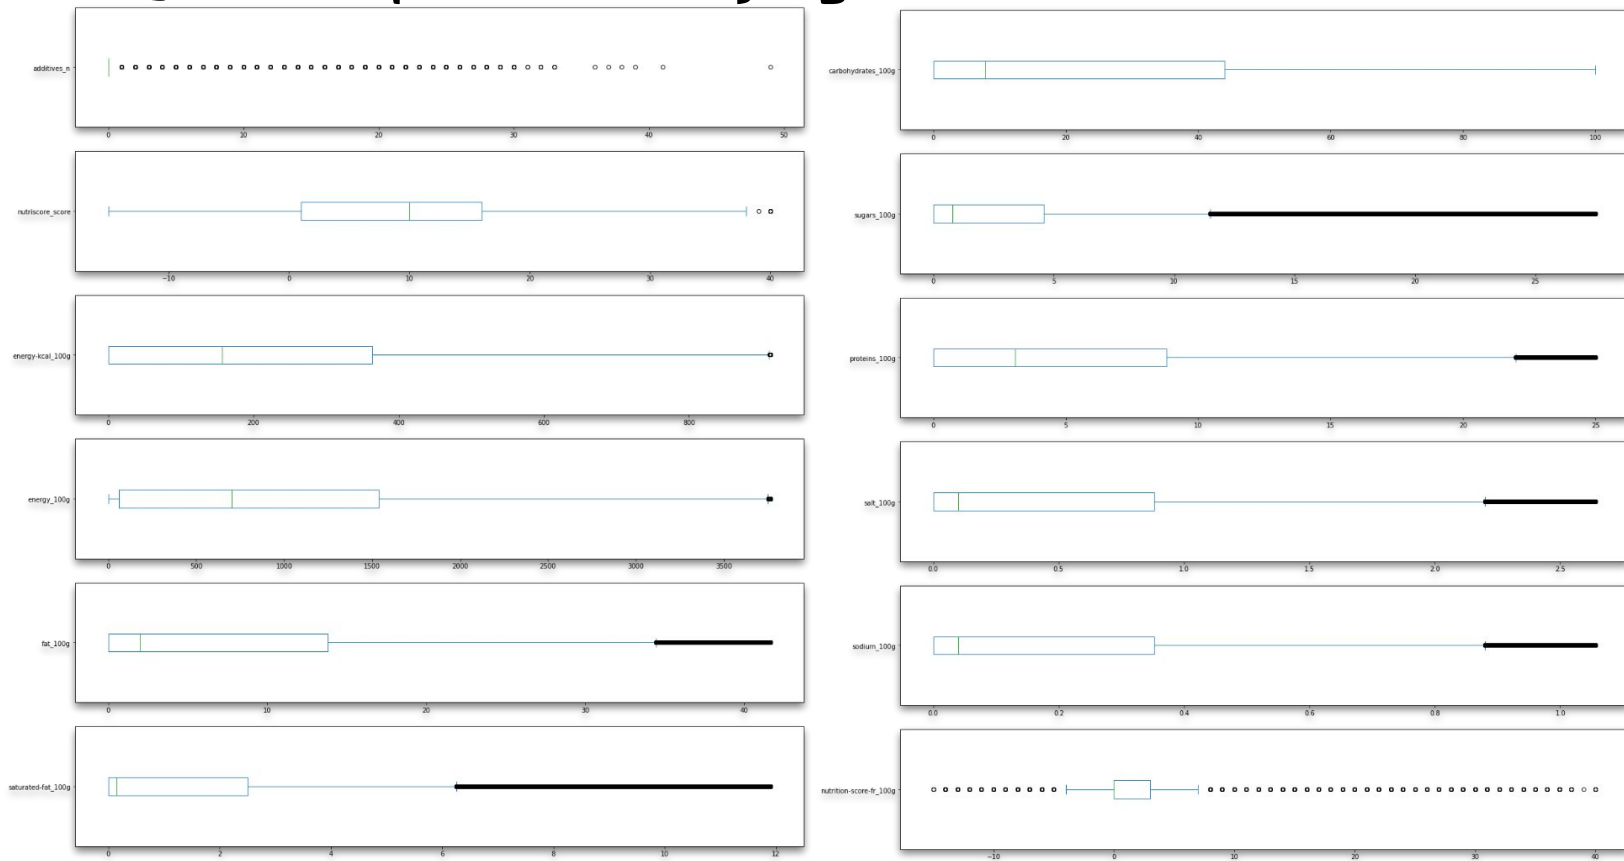 additives_n
0 10 20 30 40 50
nutriscore_score
−10 0 10 20 30 40
energy-kcal_100g
0 200 400 600 800
energy_100g
0 500 1000 1500 2000 2500 3000 3500
fat_100g
0 10 20 30 40
saturated-fat_100g
0 2 4 6 8 10 12
carbohydrates_100g
0 20 40 60 80 100
sugars_100g
0 5 10 15 20 25
proteins_100g
0 5 10 15 20 25
salt_100g
0.0 0.5 1.0 1.5 2.0 2.5
sodium_100g
0.0 0.2 0.4 0.6 0.8 1.0
nutrition-score-fr_100g
−10 0 10 20 30 40